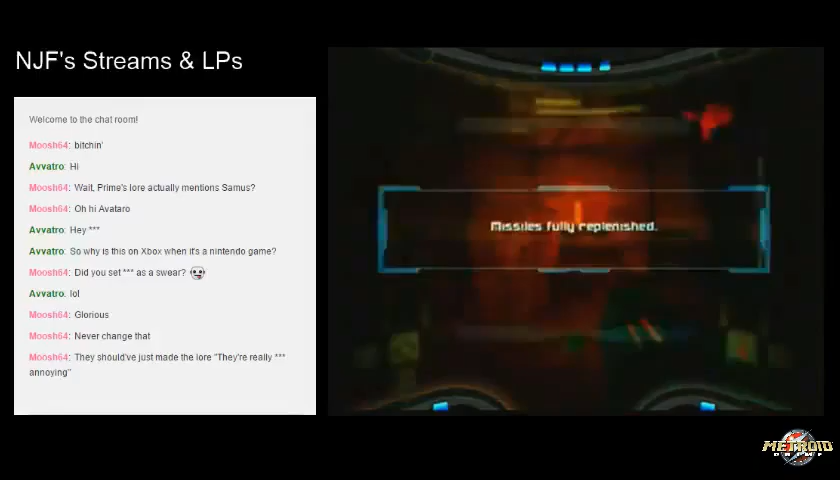 NJF's Streams & LPs
Welcome to the chat room!
Moosh64: bitchin'
Avvatro: Hi
Moosh64: Wait, Prime's lore actually mentions Samus?
Moosh64: Oh hi Avataro
Avvatro: Hey ***
Avvatro: So why is this on Xbox when it's a nintendo game?
Moosh64: Did you set *** as a swear?
Avvatro: lol
Moosh64: Glorious
Moosh64: Never change that
Moosh64: They should've just made the lore "They're really ***
annoying"
Missiles fully replenished.
METROID
PRIME